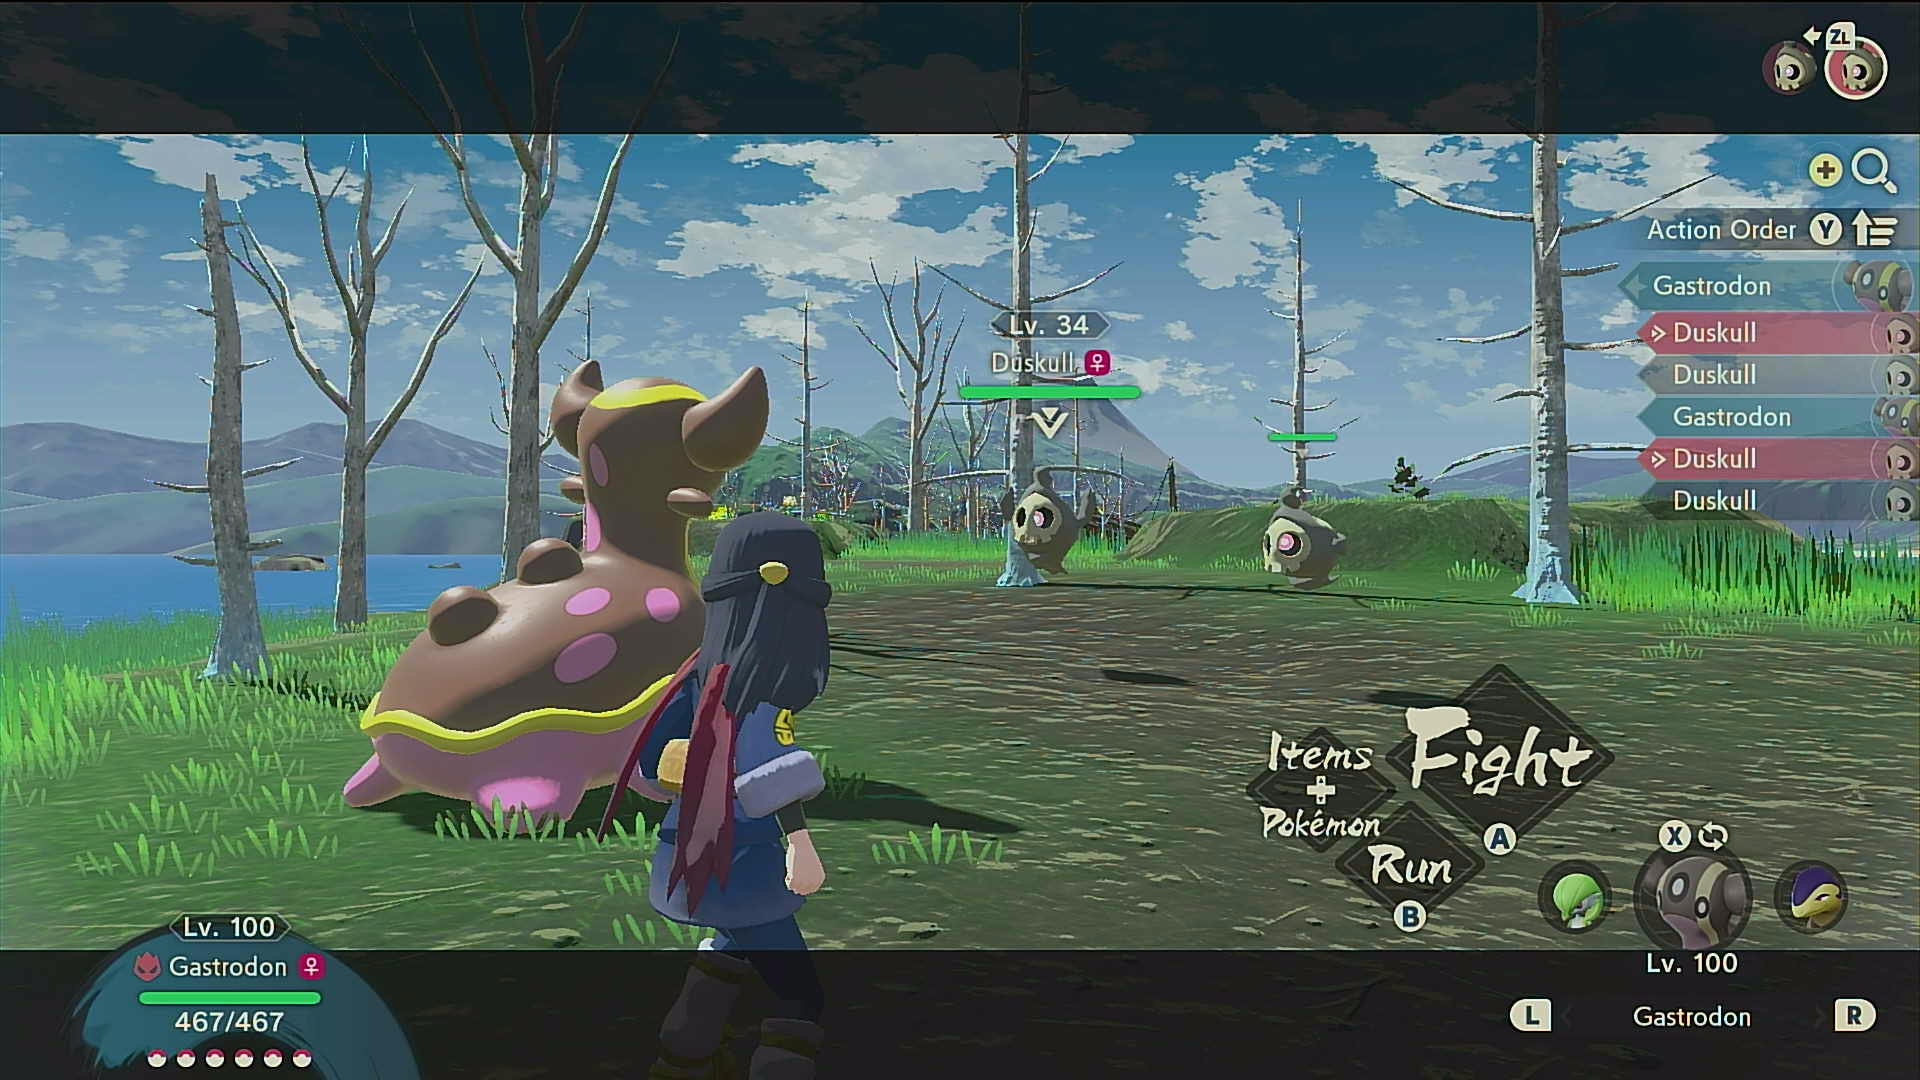 ZL
Action Order Y
Gastrodon
Duskull
Duskull
Gastrodon
Duskull
Duskull
Lv. 34
Duskull ♀
Items
+
Pokémon
Fight
A
Run
B
X
Lv. 100
L Gastrodon R
Lv. 100
Gastrodon ♀
467/467